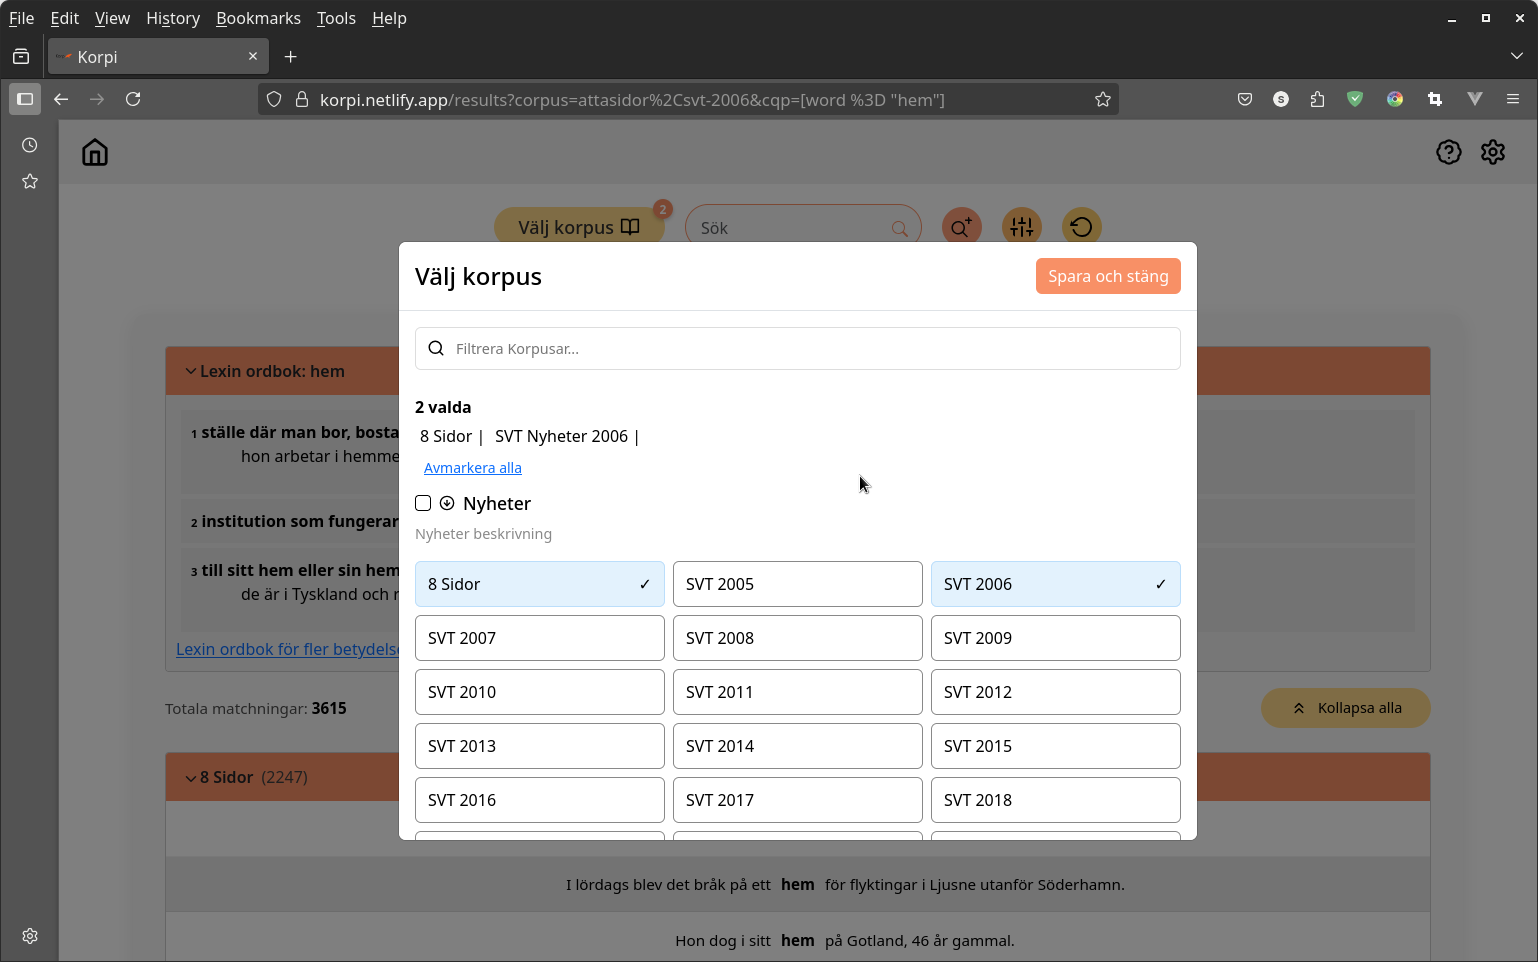 File Edit View History Bookmarks Tools Help
Korpi
korpi.netlify.app/results?corpus=attasidor%2Csvt-2006&cqp=[word %3D "hem"]
Välj korpus 2 Sök
Välj korpus Spara och stäng
Filtrera Korpusar...
2 valda
8 Sidor | SVT Nyheter 2006 |
Avmarkera alla
Nyheter
Nyheter beskrivning
8 Sidor ✓ SVT 2005 SVT 2006 ✓
SVT 2007 SVT 2008 SVT 2009
SVT 2010 SVT 2011 SVT 2012
SVT 2013 SVT 2014 SVT 2015
SVT 2016 SVT 2017 SVT 2018
Lexin ordbok: hem
1 ställe där man bor, bosta
hon arbetar i hemme
2 institution som fungerar
3 till sitt hem eller sin hem
de är i Tyskland och r
Lexin ordbok för fler betydelse
Totala matchningar: 3615 Kollapsa alla
8 Sidor (2247)
I lördags blev det bråk på ett hem för flyktingar i Ljusne utanför Söderhamn.
Hon dog i sitt hem på Gotland, 46 år gammal.